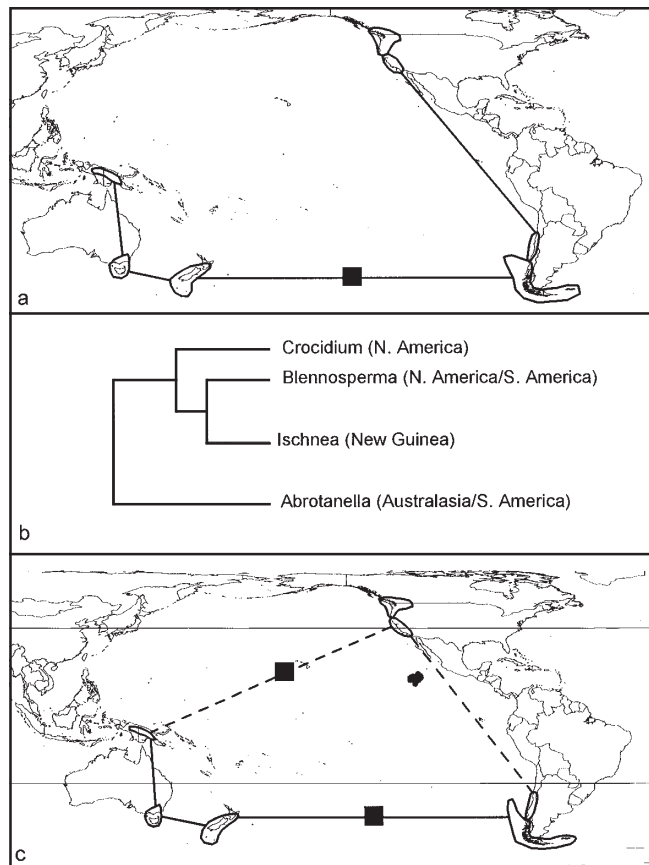 a
Crocidium (N. America)
Blennosperma (N. America/S. America)
Ischnea (New Guinea)
Abrotanella (Australasia/S. America)
b
c